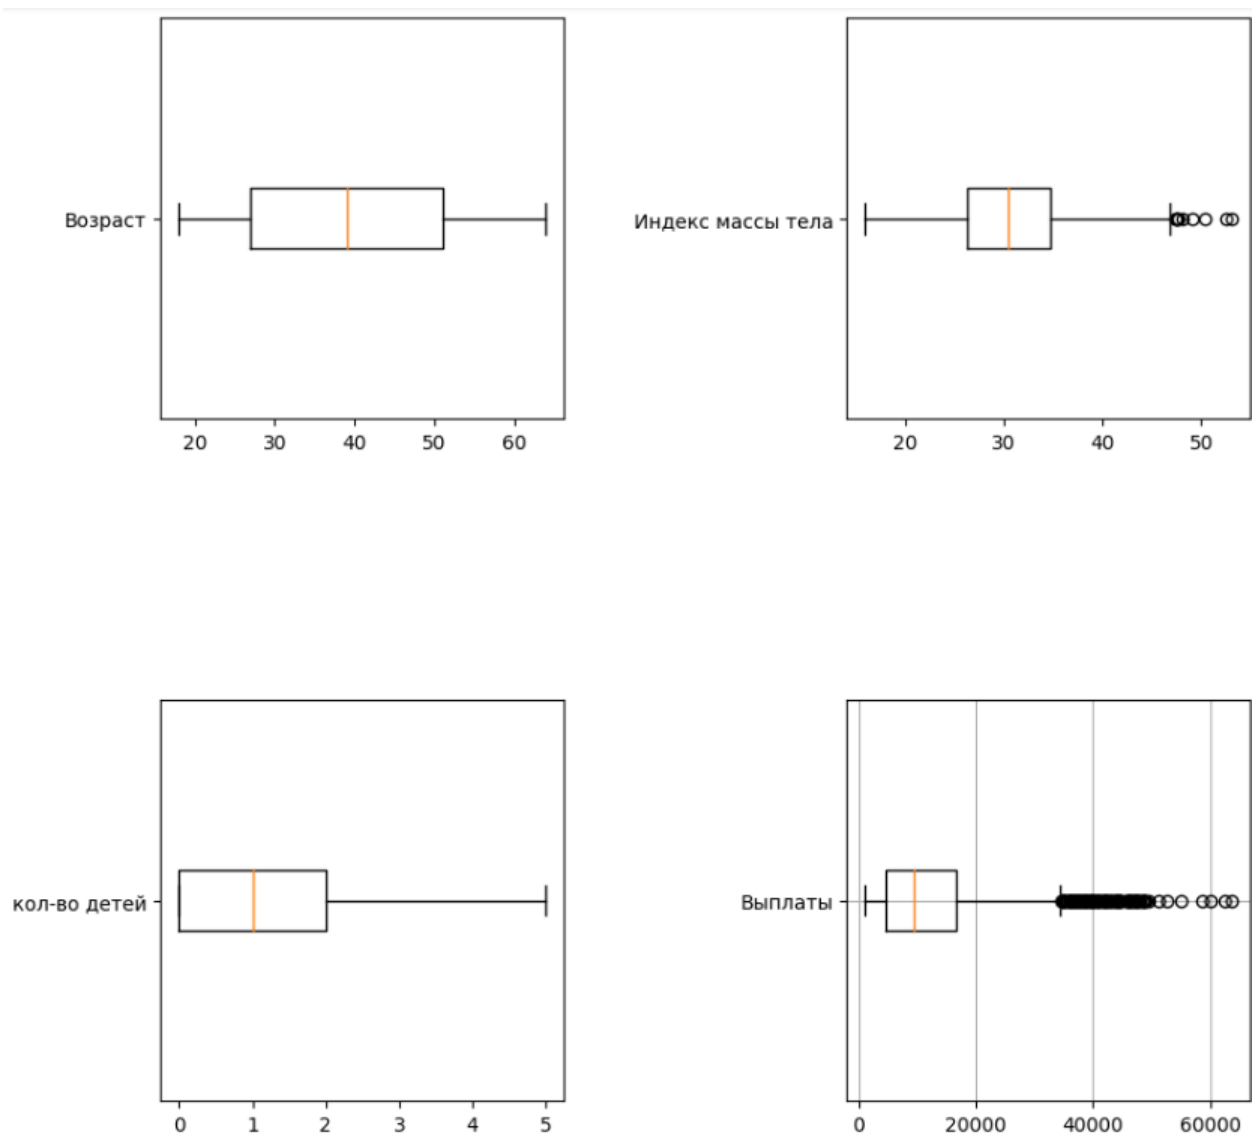 Возраст
20 30 40 50 60
Индекс массы тела
20 30 40 50
кол-во детей
0 1 2 3 4 5
Выплаты
0 20000 40000 60000